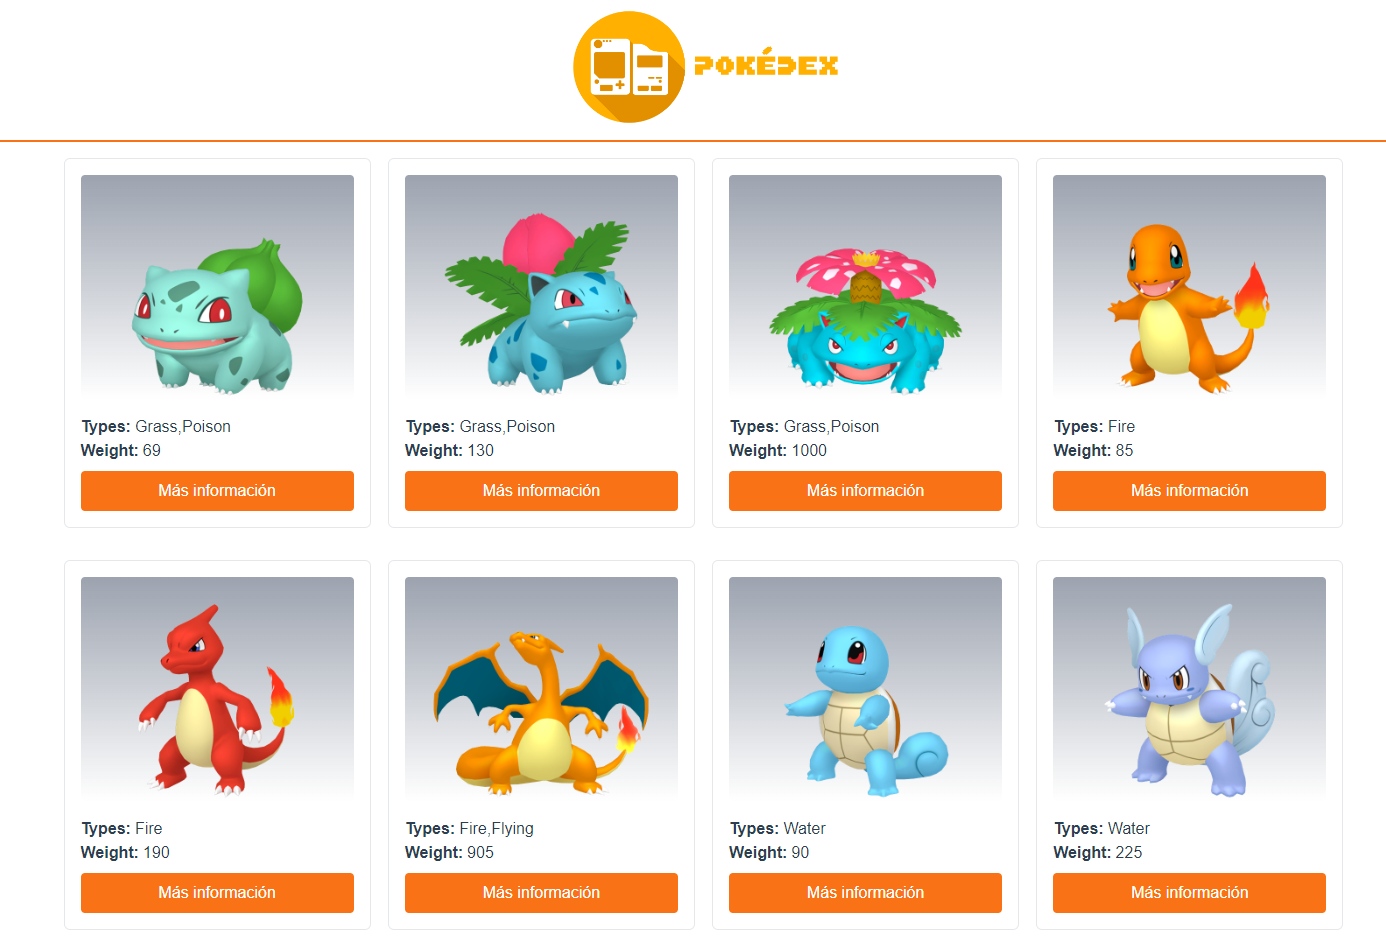 POKÉDEX
Types: Grass,Poison
Weight: 69
Más información
Types: Grass,Poison
Weight: 130
Más información
Types: Grass,Poison
Weight: 1000
Más información
Types: Fire
Weight: 85
Más información
Types: Fire
Weight: 190
Más información
Types: Fire,Flying
Weight: 905
Más información
Types: Water
Weight: 90
Más información
Types: Water
Weight: 225
Más información